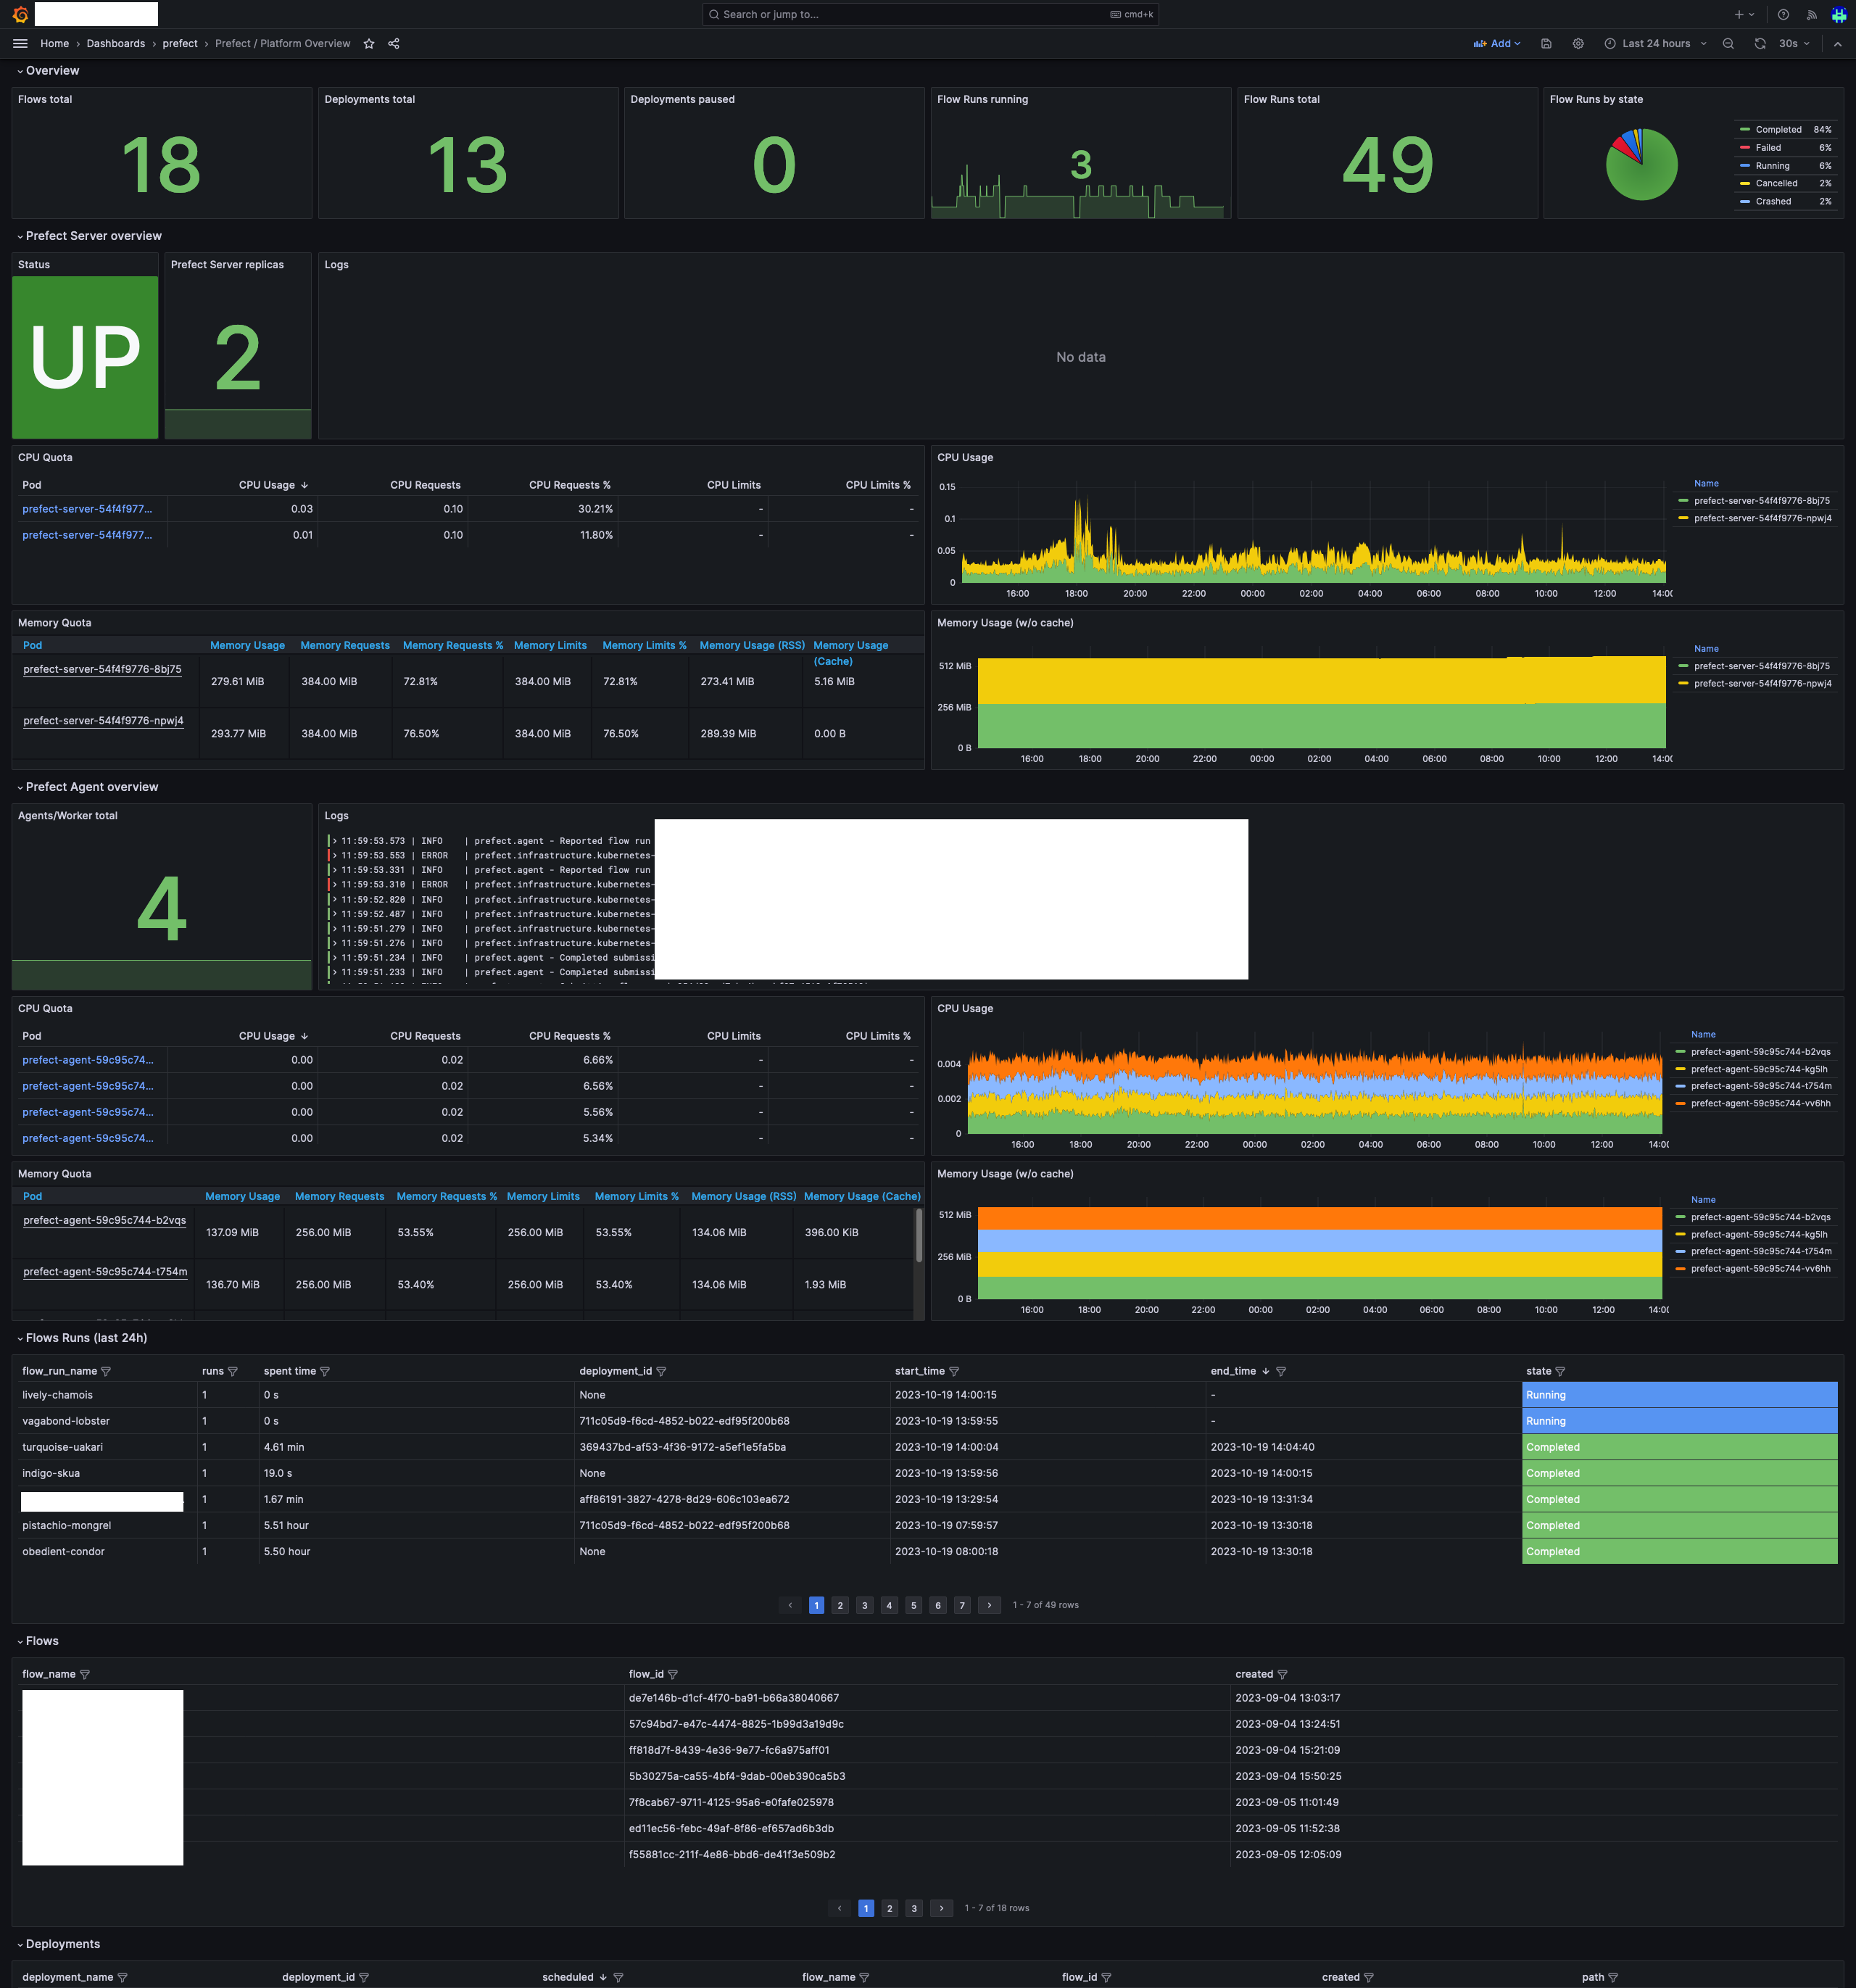 Search or jump to...
cmd+k
Home › Dashboards › prefect › Prefect / Platform Overview
Add
Last 24 hours
30s
Overview
Flows total
18
Deployments total
13
Deployments paused
0
Flow Runs running
3
Flow Runs total
49
Flow Runs by state
Completed 84%
Failed 6%
Running 6%
Cancelled 2%
Crashed 2%
Prefect Server overview
Status
UP
Prefect Server replicas
2
Logs
No data
CPU Quota
Pod CPU Usage CPU Requests CPU Requests % CPU Limits CPU Limits %
prefect-server-54f4f977... 0.03 0.10 30.21% - -
prefect-server-54f4f977... 0.01 0.10 11.80% - -
CPU Usage
0.15
0.1
0.05
0
16:00 18:00 20:00 22:00 00:00 02:00 04:00 06:00 08:00 10:00 12:00 14:00
Name
prefect-server-54f4f9776-8bj75
prefect-server-54f4f9776-npwj4
Memory Quota
Pod Memory Usage Memory Requests Memory Requests % Memory Limits Memory Limits % Memory Usage (RSS) Memory Usage (Cache)
prefect-server-54f4f9776-8bj75 279.61 MiB 384.00 MiB 72.81% 384.00 MiB 72.81% 273.41 MiB 5.16 MiB
prefect-server-54f4f9776-npwj4 293.77 MiB 384.00 MiB 76.50% 384.00 MiB 76.50% 289.39 MiB 0.00 B
Memory Usage (w/o cache)
512 MiB
256 MiB
0 B
16:00 18:00 20:00 22:00 00:00 02:00 04:00 06:00 08:00 10:00 12:00 14:00
Name
prefect-server-54f4f9776-8bj75
prefect-server-54f4f9776-npwj4
Prefect Agent overview
Agents/Worker total
4
Logs
11:59:53.573 | INFO | prefect.agent - Reported flow run
11:59:53.553 | ERROR | prefect.infrastructure.kubernetes-
11:59:53.331 | INFO | prefect.agent - Reported flow run
11:59:53.310 | ERROR | prefect.infrastructure.kubernetes-
11:59:52.820 | INFO | prefect.infrastructure.kubernetes-
11:59:52.487 | INFO | prefect.infrastructure.kubernetes-
11:59:51.279 | INFO | prefect.infrastructure.kubernetes-
11:59:51.276 | INFO | prefect.infrastructure.kubernetes-
11:59:51.234 | INFO | prefect.agent - Completed submissi
11:59:51.233 | INFO | prefect.agent - Completed submissi
CPU Quota
Pod CPU Usage CPU Requests CPU Requests % CPU Limits CPU Limits %
prefect-agent-59c95c74... 0.00 0.02 6.66% - -
prefect-agent-59c95c74... 0.00 0.02 6.56% - -
prefect-agent-59c95c74... 0.00 0.02 5.56% - -
prefect-agent-59c95c74... 0.00 0.02 5.34% - -
CPU Usage
0.004
0.002
0
16:00 18:00 20:00 22:00 00:00 02:00 04:00 06:00 08:00 10:00 12:00 14:00
Name
prefect-agent-59c95c744-b2vqs
prefect-agent-59c95c744-kg5lh
prefect-agent-59c95c744-t754m
prefect-agent-59c95c744-vv6hh
Memory Quota
Pod Memory Usage Memory Requests Memory Requests % Memory Limits Memory Limits % Memory Usage (RSS) Memory Usage (Cache)
prefect-agent-59c95c744-b2vqs 137.09 MiB 256.00 MiB 53.55% 256.00 MiB 53.55% 134.06 MiB 396.00 KiB
prefect-agent-59c95c744-t754m 136.70 MiB 256.00 MiB 53.40% 256.00 MiB 53.40% 134.06 MiB 1.93 MiB
Memory Usage (w/o cache)
512 MiB
256 MiB
0 B
16:00 18:00 20:00 22:00 00:00 02:00 04:00 06:00 08:00 10:00 12:00 14:00
Name
prefect-agent-59c95c744-b2vqs
prefect-agent-59c95c744-kg5lh
prefect-agent-59c95c744-t754m
prefect-agent-59c95c744-vv6hh
Flows Runs (last 24h)
flow_run_name runs spent time deployment_id start_time end_time state
lively-chamois 1 0 s None 2023-10-19 14:00:15 - Running
vagabond-lobster 1 0 s 711c05d9-f6cd-4852-b022-edf95f200b68 2023-10-19 13:59:55 - Running
turquoise-uakari 1 4.61 min 369437bd-af53-4f36-9172-a5ef1e5fa5ba 2023-10-19 14:00:04 2023-10-19 14:04:40 Completed
indigo-skua 1 19.0 s None 2023-10-19 13:59:56 2023-10-19 14:00:15 Completed
1 1.67 min aff86191-3827-4278-8d29-606c103ea672 2023-10-19 13:29:54 2023-10-19 13:31:34 Completed
pistachio-mongrel 1 5.51 hour 711c05d9-f6cd-4852-b022-edf95f200b68 2023-10-19 07:59:57 2023-10-19 13:30:18 Completed
obedient-condor 1 5.50 hour None 2023-10-19 08:00:18 2023-10-19 13:30:18 Completed
1 2 3 4 5 6 7 1 - 7 of 49 rows
Flows
flow_name flow_id created
de7e146b-d1cf-4f70-ba91-b66a38040667 2023-09-04 13:03:17
57c94bd7-e47c-4474-8825-1b99d3a19d9c 2023-09-04 13:24:51
ff818d7f-8439-4e36-9e77-fc6a975aff01 2023-09-04 15:21:09
5b30275a-ca55-4bf4-9dab-00eb390ca5b3 2023-09-04 15:50:25
7f8cab67-9711-4125-95a6-e0fafe025978 2023-09-05 11:01:49
ed11ec56-febc-49af-8f86-ef657ad6b3db 2023-09-05 11:52:38
f55881cc-211f-4e86-bbd6-de41f3e509b2 2023-09-05 12:05:09
1 2 3 1 - 7 of 18 rows
Deployments
deployment_name deployment_id scheduled flow_name flow_id created path